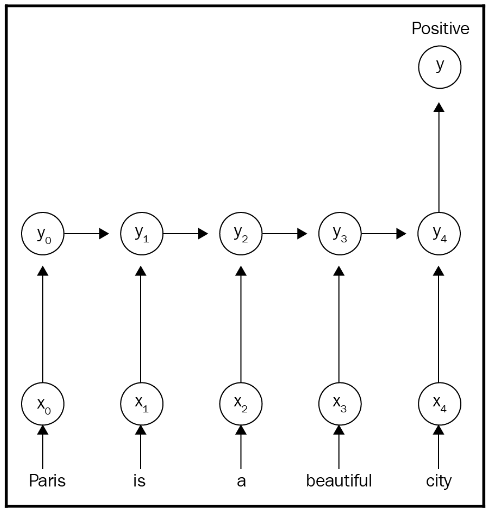 Positive
y
y₀ y₁ y₂ y₃ y₄
x₀ x₁ x₂ x₃ x₄
Paris is a beautiful city